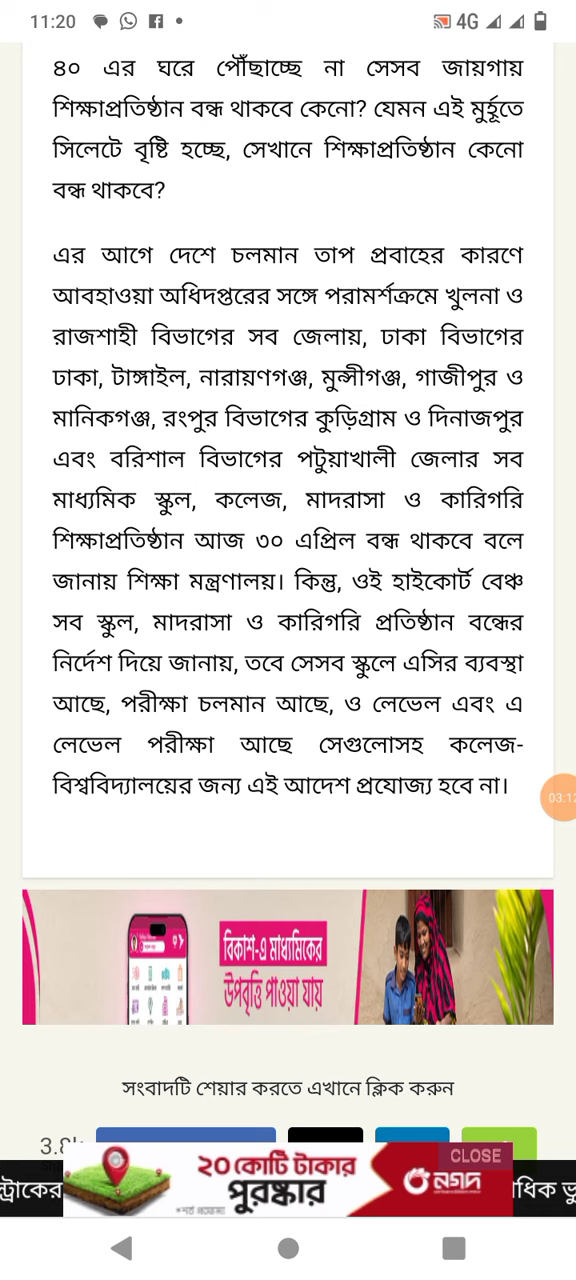 11:20
4G
৪০ এর ঘরে পৌঁছাচ্ছে না সেসব জায়গায়
শিক্ষাপ্রতিষ্ঠান বন্ধ থাকবে কেনো? যেমন এই মুর্হূতে
সিলেটে বৃষ্টি হচ্ছে, সেখানে শিক্ষাপ্রতিষ্ঠান কেনো
বন্ধ থাকবে?
এর আগে দেশে চলমান তাপ প্রবাহের কারণে
আবহাওয়া অধিদপ্তরের সঙ্গে পরামর্শক্রমে খুলনা ও
রাজশাহী বিভাগের সব জেলায়, ঢাকা বিভাগের
ঢাকা, টাঙ্গাইল, নারায়ণগঞ্জ, মুন্সীগঞ্জ, গাজীপুর ও
মানিকগঞ্জ, রংপুর বিভাগের কুড়িগ্রাম ও দিনাজপুর
এবং বরিশাল বিভাগের পটুয়াখালী জেলার সব
মাধ্যমিক স্কুল, কলেজ, মাদরাসা ও কারিগরি
শিক্ষাপ্রতিষ্ঠান আজ ৩০ এপ্রিল বন্ধ থাকবে বলে
জানায় শিক্ষা মন্ত্রণালয়। কিন্তু, ওই হাইকোর্ট বেঞ্চ
সব স্কুল, মাদরাসা ও কারিগরি প্রতিষ্ঠান বন্ধের
নির্দেশ দিয়ে জানায়, তবে সেসব স্কুলে এসির ব্যবস্থা
আছে, পরীক্ষা চলমান আছে, ও লেভেল এবং এ
লেভেল পরীক্ষা আছে সেগুলোসহ কলেজ-
বিশ্ববিদ্যালয়ের জন্য এই আদেশ প্রযোজ্য হবে না।
03:12
বিকাশ-এ মাধ্যমিকের
উপবৃত্তি পাওয়া যায়
সংবাদটি শেয়ার করতে এখানে ক্লিক করুন
CLOSE
২০ কোটি টাকার
পুরষ্কার
নগদ
ট্রাকের